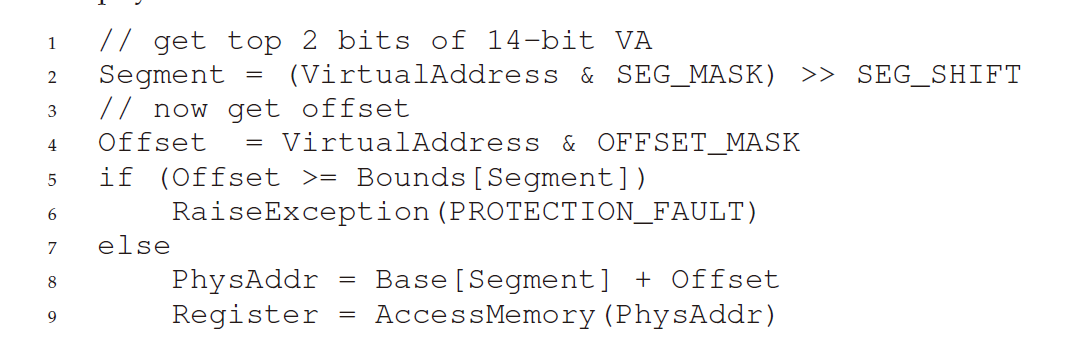 1 // get top 2 bits of 14-bit VA
2 Segment = (VirtualAddress & SEG_MASK) >> SEG_SHIFT
3 // now get offset
4 Offset  = VirtualAddress & OFFSET_MASK
5 if (Offset >= Bounds[Segment])
6     RaiseException(PROTECTION_FAULT)
7 else
8     PhysAddr = Base[Segment] + Offset
9     Register = AccessMemory(PhysAddr)